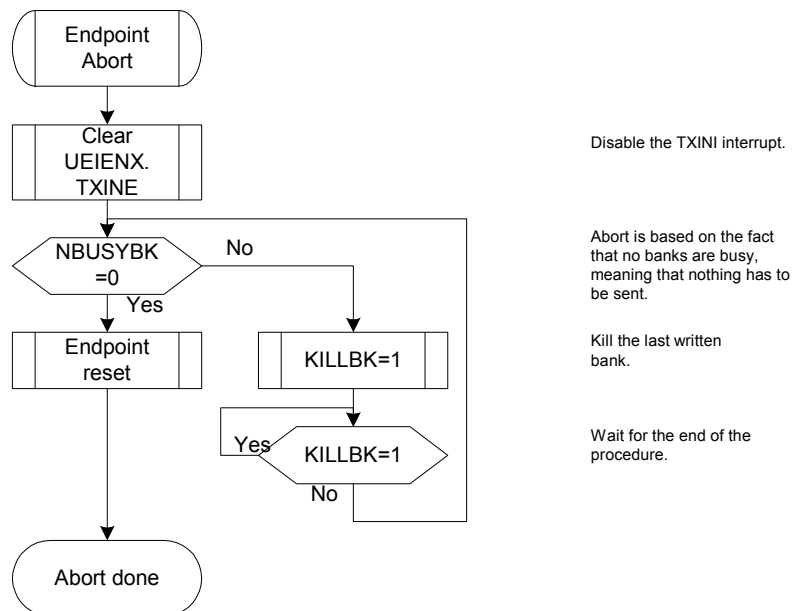 Endpoint
Abort
Clear
UEIENX.
TXINE
Disable the TXINI interrupt.
NBUSYBK
=0
No
Yes
Abort is based on the fact
that no banks are busy,
meaning that nothing has to
be sent.
Endpoint
reset
KILLBK=1
Kill the last written
bank.
Yes
KILLBK=1
No
Wait for the end of the
procedure.
Abort done